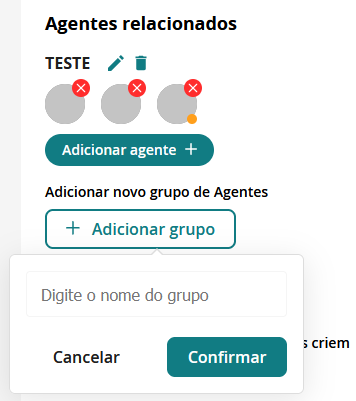 Agentes relacionados
TESTE
Adicionar agente +
Adicionar novo grupo de Agentes
+ Adicionar grupo
Digite o nome do grupo
Cancelar
Confirmar
s criem